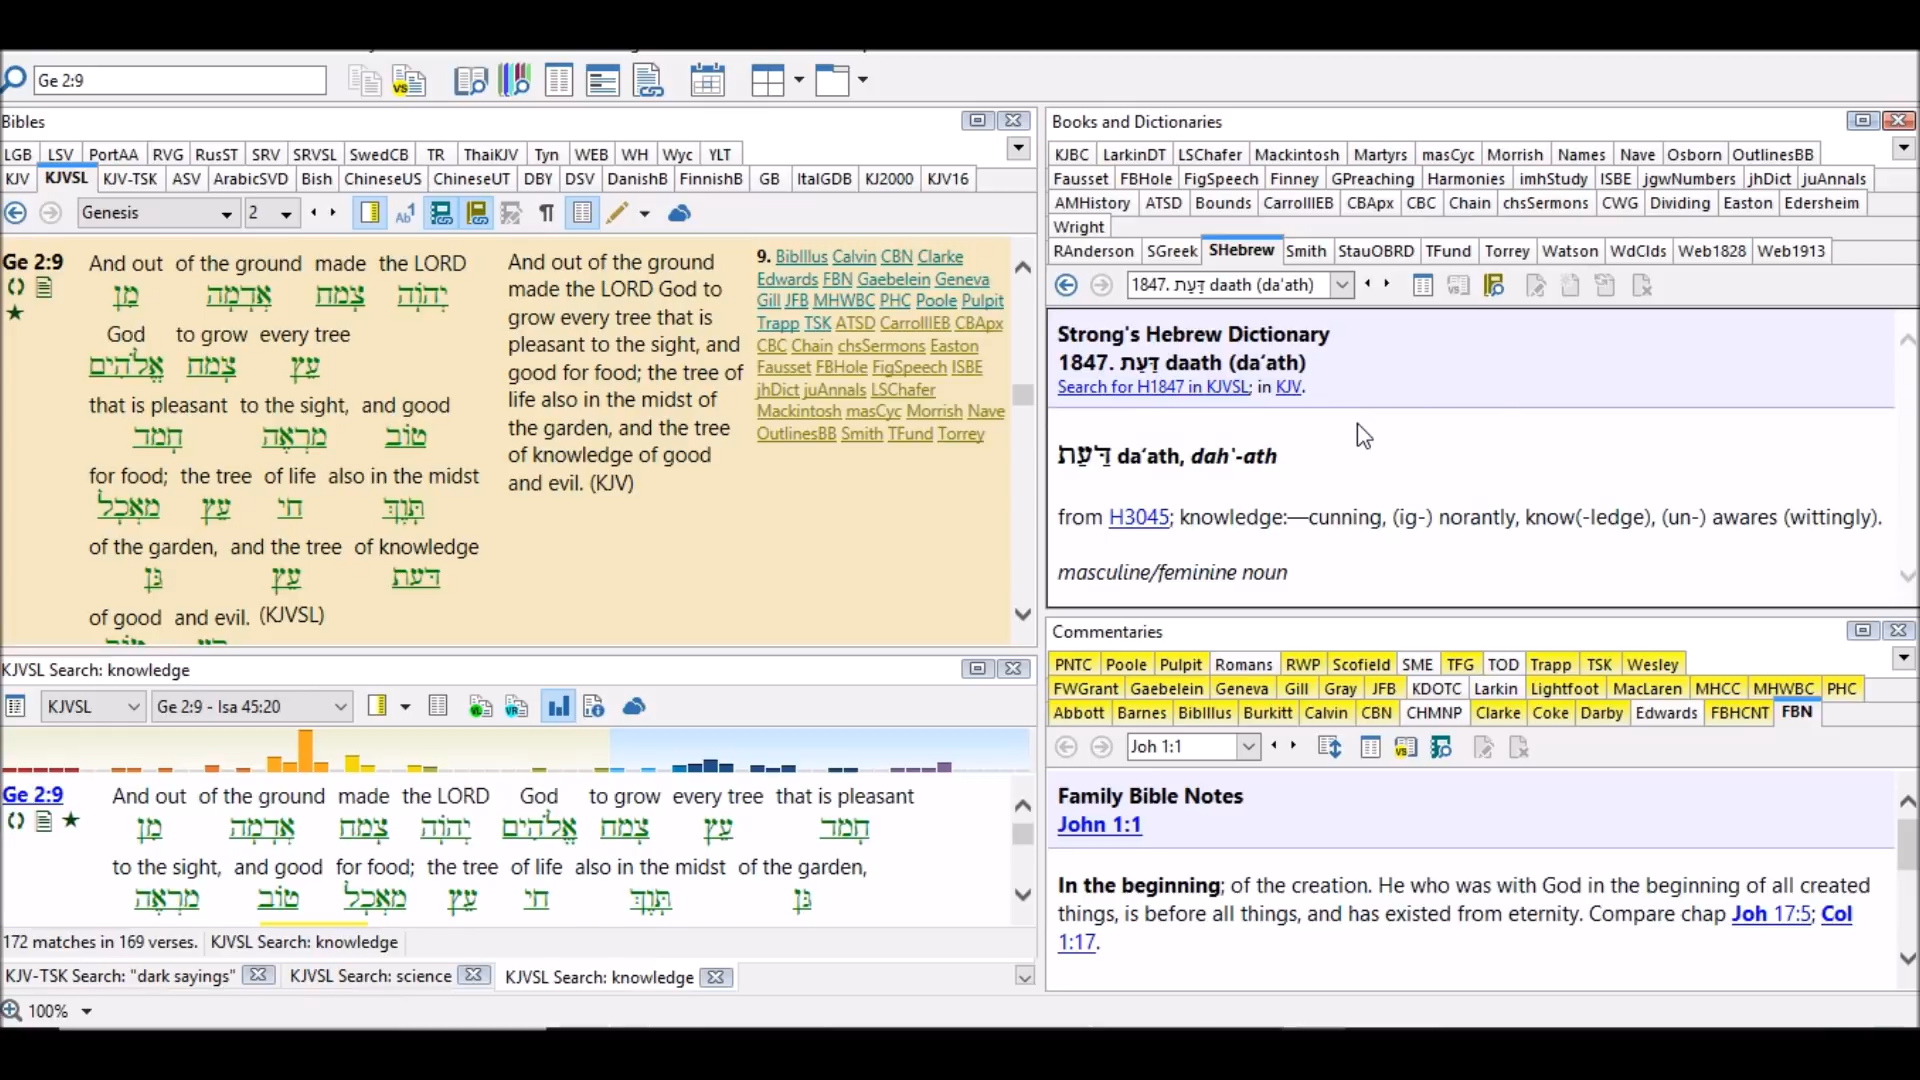 Ge 2:9
Bibles
LGB LSV PortAA RVG RusST SRV SRVSL SwedCB TR ThaiKJV Tyn WEB WH Wyc YLT
KJV KJVSL KJV-TSK ASV ArabicSVD Bish ChineseUS ChineseUT DBY DSV DanishB FinnishB GB ItalGDB KJ2000 KJV16
Genesis 2
Ge 2:9 And out of the ground made the LORD
מִן אֲדָמָה צָמַח יְהוָֹה
God to grow every tree
אֱלֹהִים צָמַח עֵץ
that is pleasant to the sight, and good
חָמַד מַרְאֶה טוֹב
for food; the tree of life also in the midst
מַאֲכָל עֵץ חַי תָּוֶךְ
of the garden, and the tree of knowledge
גַּן עֵץ דַּעַת
of good and evil. (KJVSL)
And out of the ground
made the LORD God to
grow every tree that is
pleasant to the sight, and
good for food; the tree of
life also in the midst of
the garden, and the tree
of knowledge of good
and evil. (KJV)
9. BiblIlus Calvin CBN Clarke
Edwards FBN Gaebelein Geneva
Gill JFB MHWBC PHC Poole Pulpit
Trapp TSK ATSD CarrollIEB CBApx
CBC Chain chsSermons Easton
Fausset FBHole FigSpeech ISBE
jhDict juAnnals LSChafer
Mackintosh masCyc Morrish Nave
OutlinesBB Smith TFund Torrey
KJVSL Search: knowledge
KJVSL Ge 2:9 - Isa 45:20
Ge 2:9 And out of the ground made the LORD God to grow every tree that is pleasant
מִן אֲדָמָה צָמַח יְהוָֹה אֱלֹהִים צָמַח עֵץ חָמַד
to the sight, and good for food; the tree of life also in the midst of the garden,
מַרְאֶה טוֹב מַאֲכָל עֵץ חַי תָּוֶךְ גַּן
172 matches in 169 verses. KJVSL Search: knowledge
KJV-TSK Search: "dark sayings" KJVSL Search: science KJVSL Search: knowledge
100%
Books and Dictionaries
KJBC LarkinDT LSChafer Mackintosh Martyrs masCyc Morrish Names Nave Osborn OutlinesBB
Fausset FBHole FigSpeech Finney GPreaching Harmonies imhStudy ISBE jgwNumbers jhDict juAnnals
AMHistory ATSD Bounds CarrollIEB CBApx CBC Chain chsSermons CWG Dividing Easton Edersheim
Wright
RAnderson SGreek SHebrew Smith StauOBRD TFund Torrey Watson WdClds Web1828 Web1913
1847. דַּעַת daath (da‘ath)
Strong's Hebrew Dictionary
1847. דַּעַת daath (da‘ath)
Search for H1847 in KJVSL; in KJV.
דַּעַת da‘ath, dah'-ath
from H3045; knowledge:—cunning, (ig-) norantly, know(-ledge), (un-) awares (wittingly).
masculine/feminine noun
Commentaries
PNTC Poole Pulpit Romans RWP Scofield SME TFG TOD Trapp TSK Wesley
FWGrant Gaebelein Geneva Gill Gray JFB KDOTC Larkin Lightfoot MacLaren MHCC MHWBC PHC
Abbott Barnes BiblIlus Burkitt Calvin CBN CHMNP Clarke Coke Darby Edwards FBHCNT FBN
Joh 1:1
Family Bible Notes
John 1:1
In the beginning; of the creation. He who was with God in the beginning of all created
things, is before all things, and has existed from eternity. Compare chap Joh 17:5; Col
1:17.